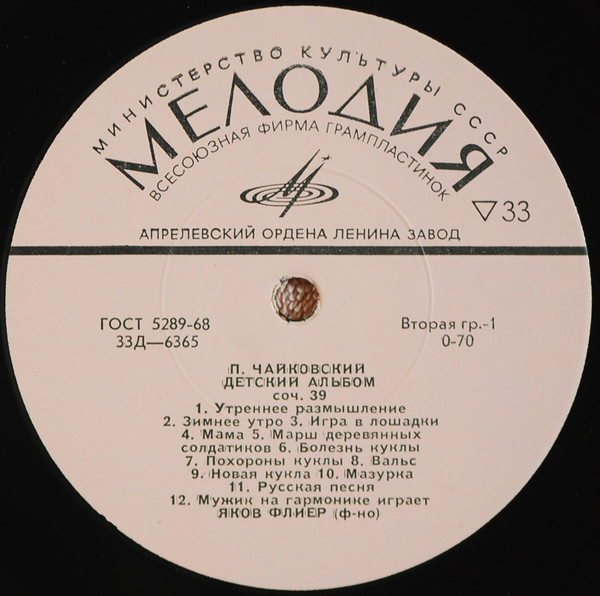 МИНИСТЕРСТВО КУЛЬТУРЫ СССР
МЕЛОДИЯ
ВСЕСОЮЗНАЯ ФИРМА ГРАМПЛАСТИНОК
▽33
АПРЕЛЕВСКИЙ ОРДЕНА ЛЕНИНА ЗАВОД
ГОСТ 5289-68
33Д—6365
Вторая гр.-1
0-70
П. ЧАЙКОВСКИЙ
ДЕТСКИЙ АЛЬБОМ
соч. 39
1. Утреннее размышление
2. Зимнее утро 3. Игра в лошадки
4. Мама 5. Марш деревянных
солдатиков 6. Болезнь куклы
7. Похороны куклы 8. Вальс
9. Новая кукла 10. Мазурка
11. Русская песня
12. Мужик на гармонике играет
ЯКОВ ФЛИЕР (ф-но)